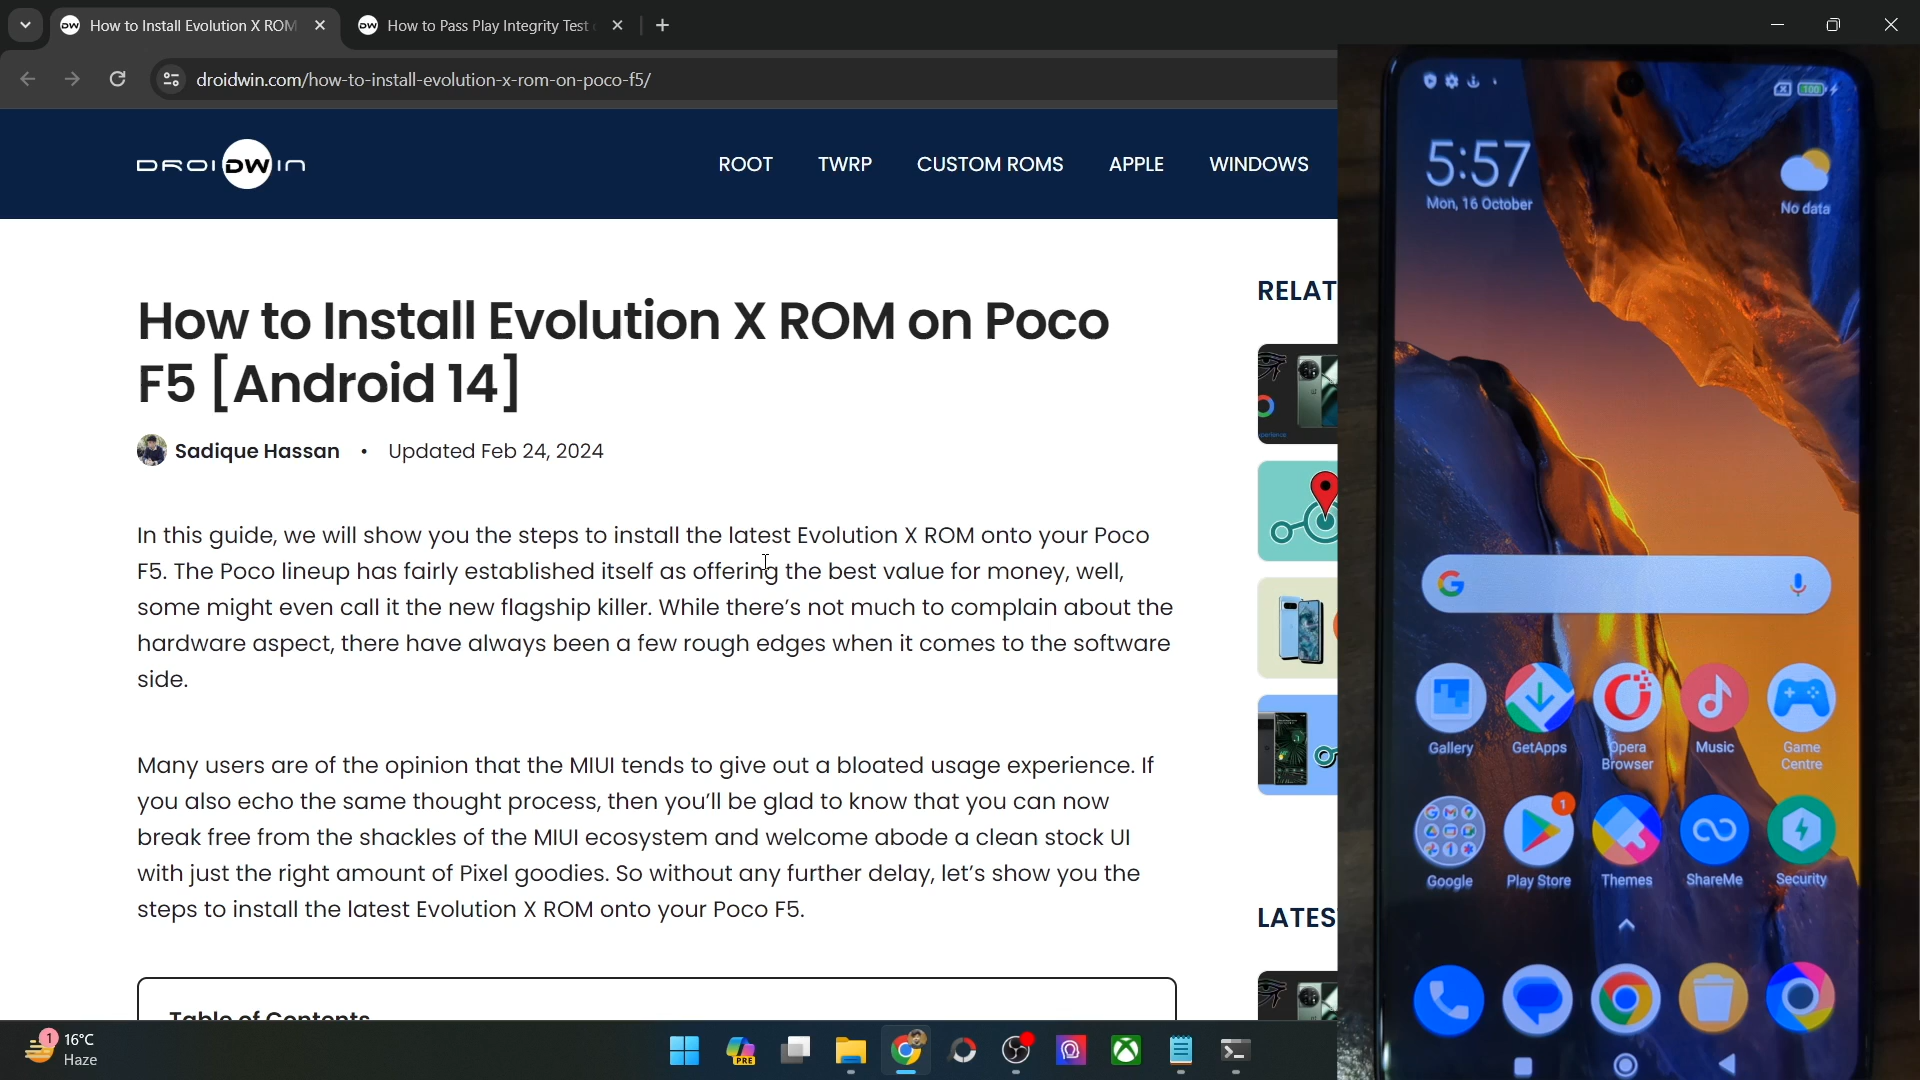 How to Install Evolution X ROM
How to Pass Play Integrity Test
droidwin.com/how-to-install-evolution-x-rom-on-poco-f5/
DROIDWIN
ROOT TWRP CUSTOM ROMS APPLE WINDOWS
How to Install Evolution X ROM on Poco
F5 [Android 14]
Sadique Hassan • Updated Feb 24, 2024
In this guide, we will show you the steps to install the latest Evolution X ROM onto your Poco
F5. The Poco lineup has fairly established itself as offering the best value for money, well,
some might even call it the new flagship killer. While there's not much to complain about the
hardware aspect, there have always been a few rough edges when it comes to the software
side.
Many users are of the opinion that the MIUI tends to give out a bloated usage experience. If
you also echo the same thought process, then you'll be glad to know that you can now
break free from the shackles of the MIUI ecosystem and welcome abode a clean stock UI
with just the right amount of Pixel goodies. So without any further delay, let's show you the
steps to install the latest Evolution X ROM onto your Poco F5.
Table of Contents
RELAT
LATES
100
5:57
Mon, 16 October
No data
Gallery GetApps Opera Browser Music Game Centre
1
Google Play Store Themes ShareMe Security
1
16°C
Haze
PRE